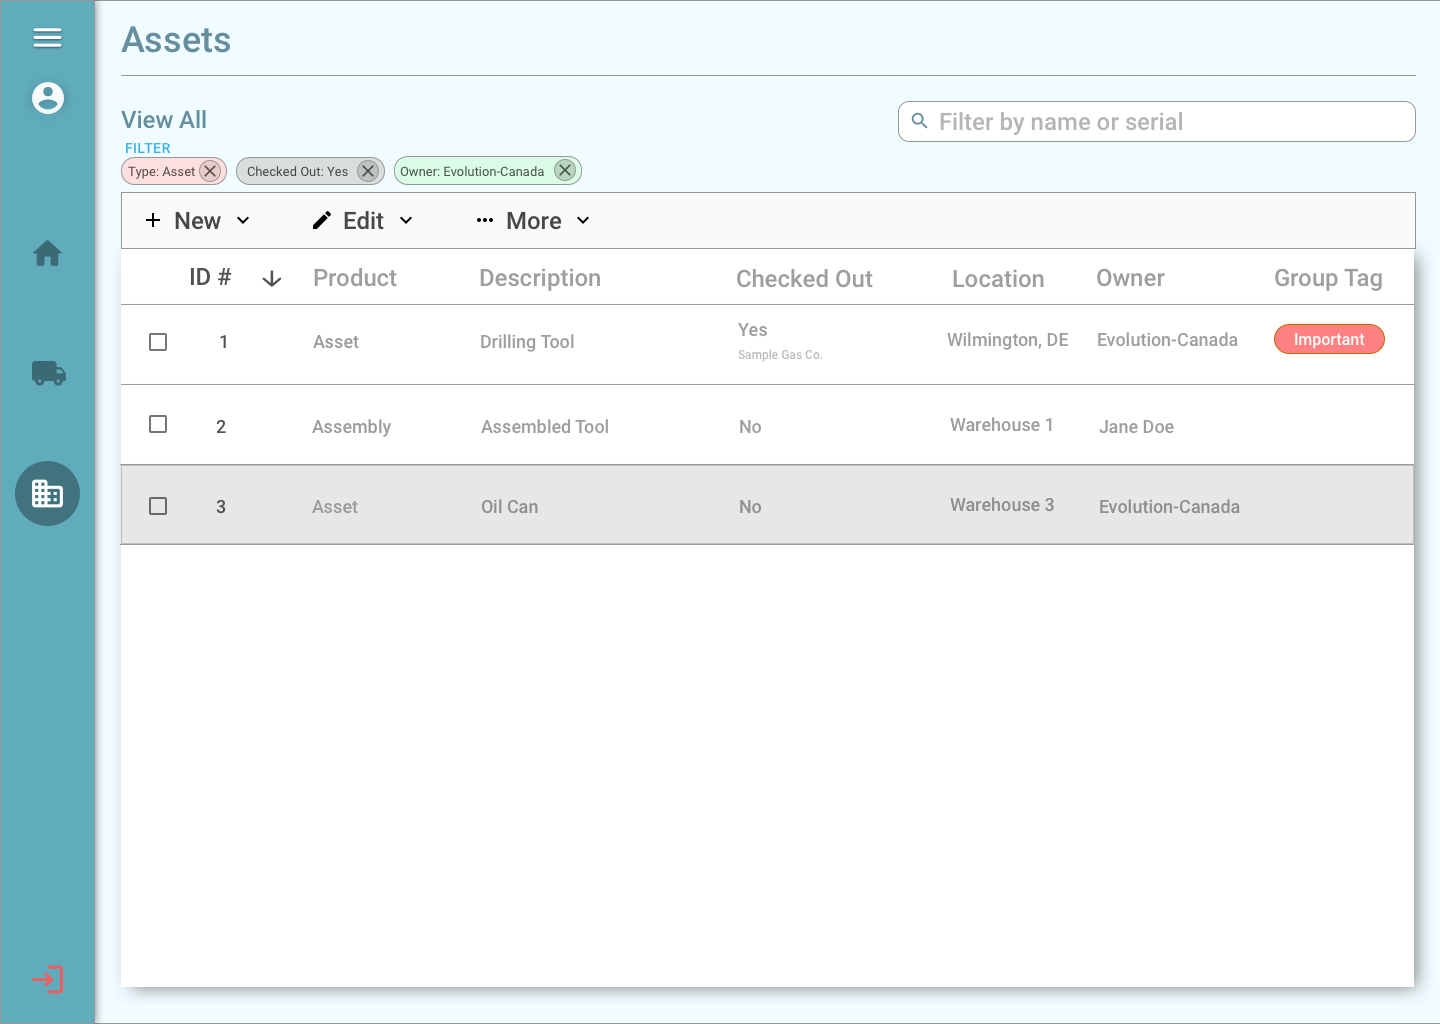 Assets
View All
Filter by name or serial
FILTER
Type: Asset
Checked Out: Yes
Owner: Evolution-Canada
New
Edit
More
ID # Product Description Checked Out Location Owner Group Tag
1 Asset Drilling Tool Yes Wilmington, DE Evolution-Canada Important
Sample Gas Co.
2 Assembly Assembled Tool No Warehouse 1 Jane Doe
3 Asset Oil Can No Warehouse 3 Evolution-Canada